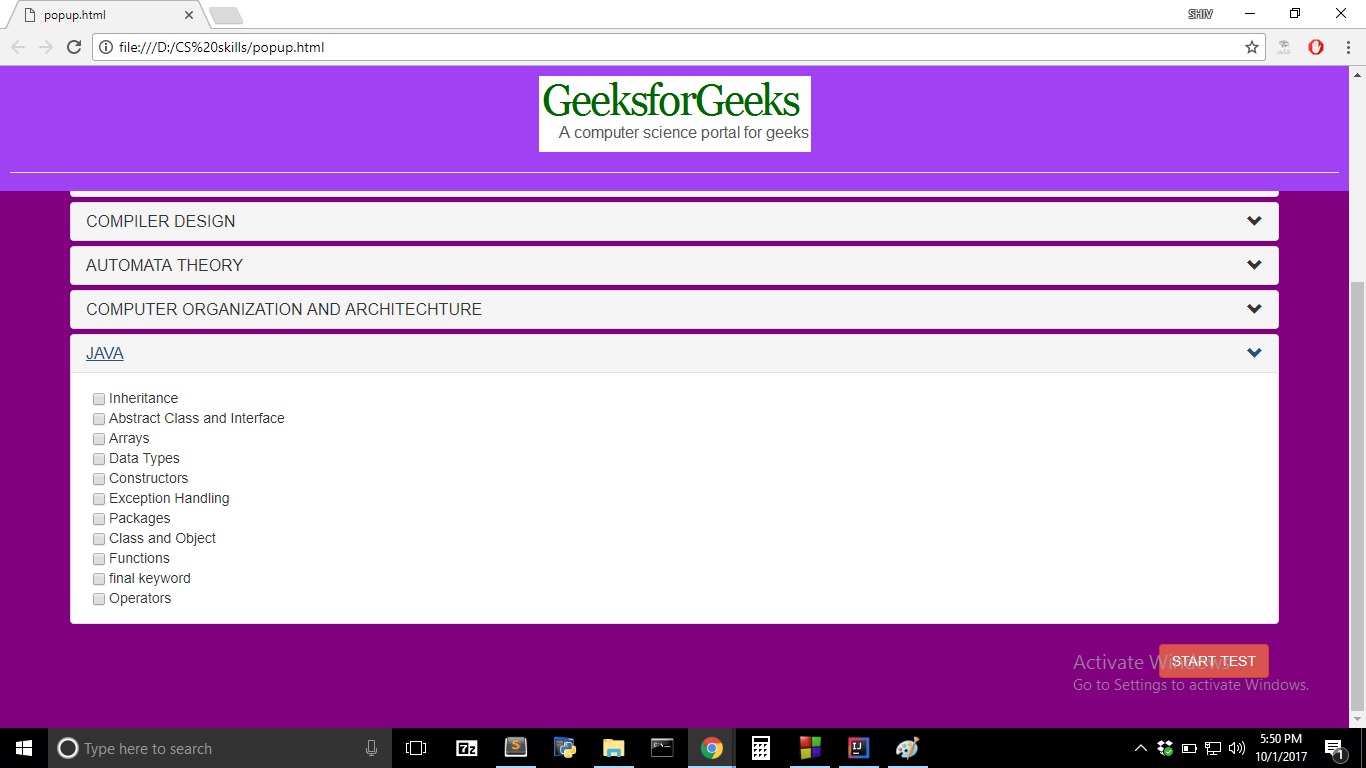 popup.html
SHIV
file:///D:/CS%20skills/popup.html
GeeksforGeeks
A computer science portal for geeks
COMPILER DESIGN
AUTOMATA THEORY
COMPUTER ORGANIZATION AND ARCHITECHTURE
JAVA
Inheritance
Abstract Class and Interface
Arrays
Data Types
Constructors
Exception Handling
Packages
Class and Object
Functions
final keyword
Operators
START TEST
Activate Windows
Go to Settings to activate Windows.
Type here to search
7z
S
C:\_
IJ
5:50 PM
10/1/2017
1